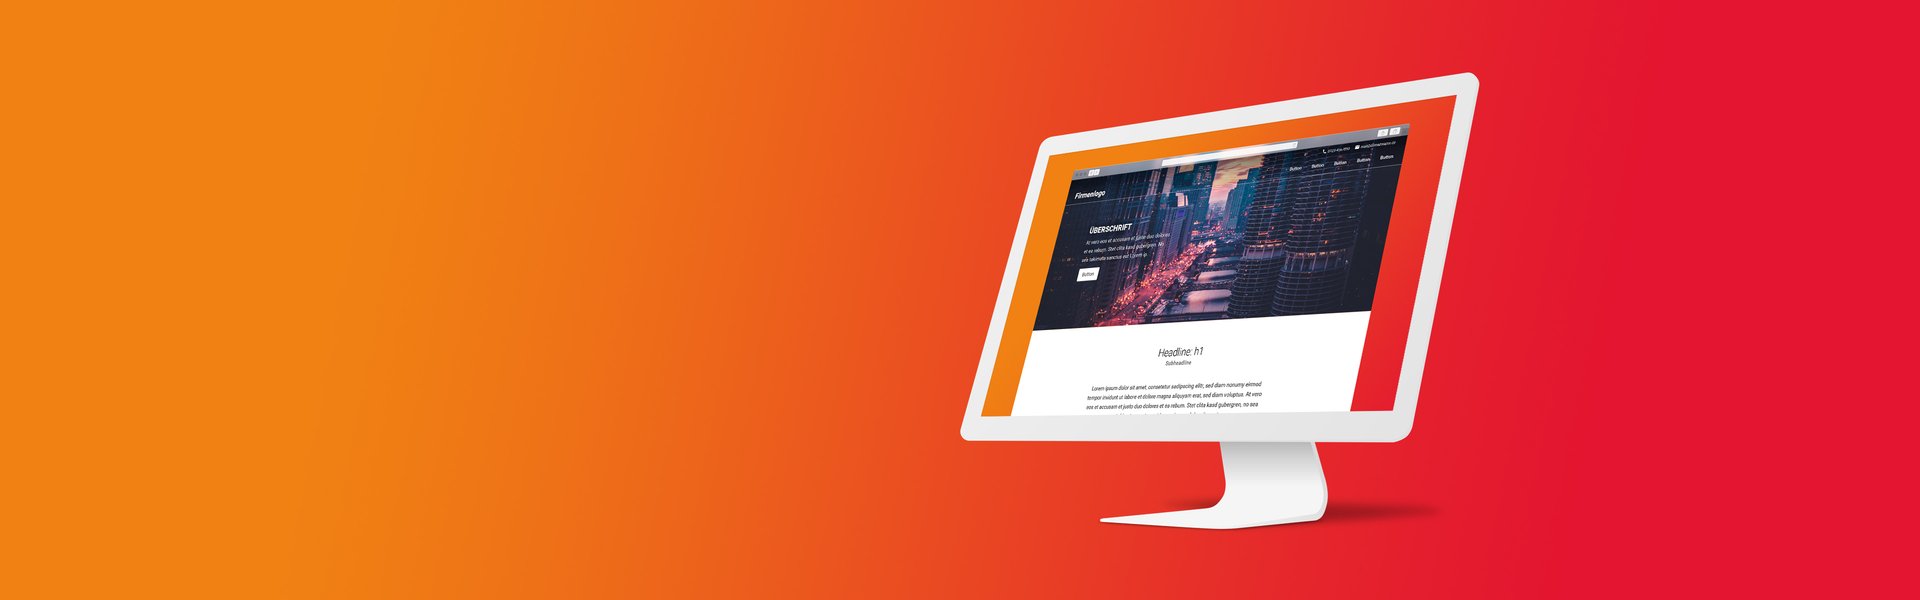 Button Button Button Button Button
Firmenlogo
ÜBERSCHRIFT
At vero eos et accusam et justo duo dolores
et ea rebum. Stet clita kasd gubergren, no
sea takimata sanctus est Lorem ip.
Button
Headline: h1
Subheadline
Lorem ipsum dolor sit amet, consetetur sadipscing elitr, sed diam nonumy eirmod
tempor invidunt ut labore et dolore magna aliquyam erat, sed diam voluptua. At vero
eos et accusam et justo duo dolores et ea rebum. Stet clita kasd gubergren, no sea